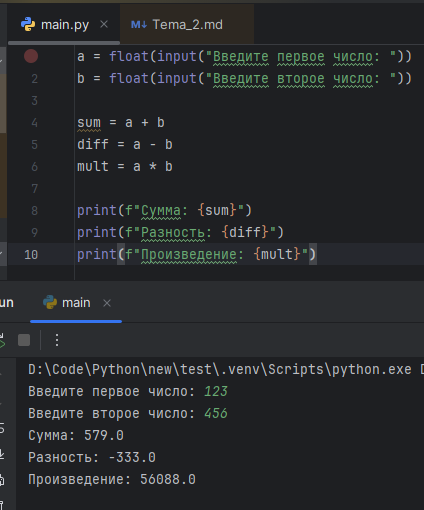 main.py
Tema_2.md
a = float(input("Введите первое число: "))
2 b = float(input("Введите второе число: "))
3
4 sum = a + b
5 diff = a - b
6 mult = a * b
7
8 print(f"Сумма: {sum}")
9 print(f"Разность: {diff}")
10 print(f"Произведение: {mult}")
main
D:\Code\Python\new\test\.venv\Scripts\python.exe
Введите первое число: 123
Введите второе число: 456
Сумма: 579.0
Разность: -333.0
Произведение: 56088.0